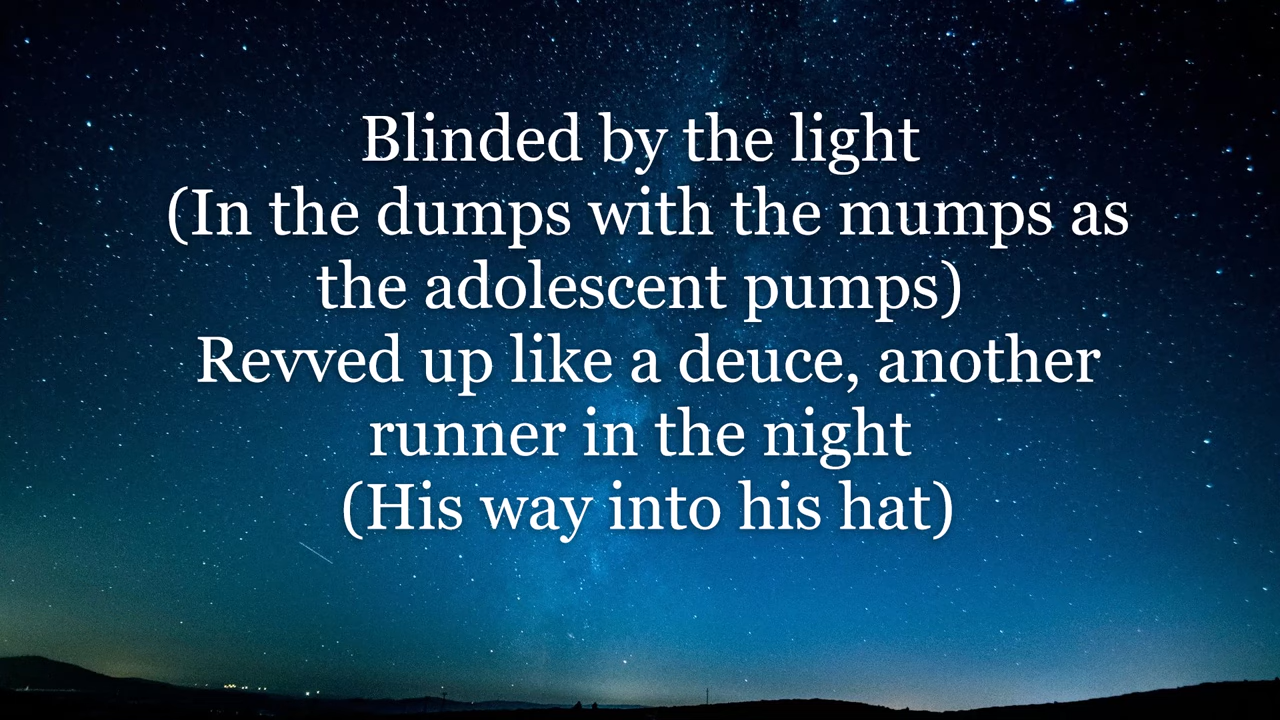 Blinded by the light
(In the dumps with the mumps as
the adolescent pumps)
Revved up like a deuce, another
runner in the night
(His way into his hat)